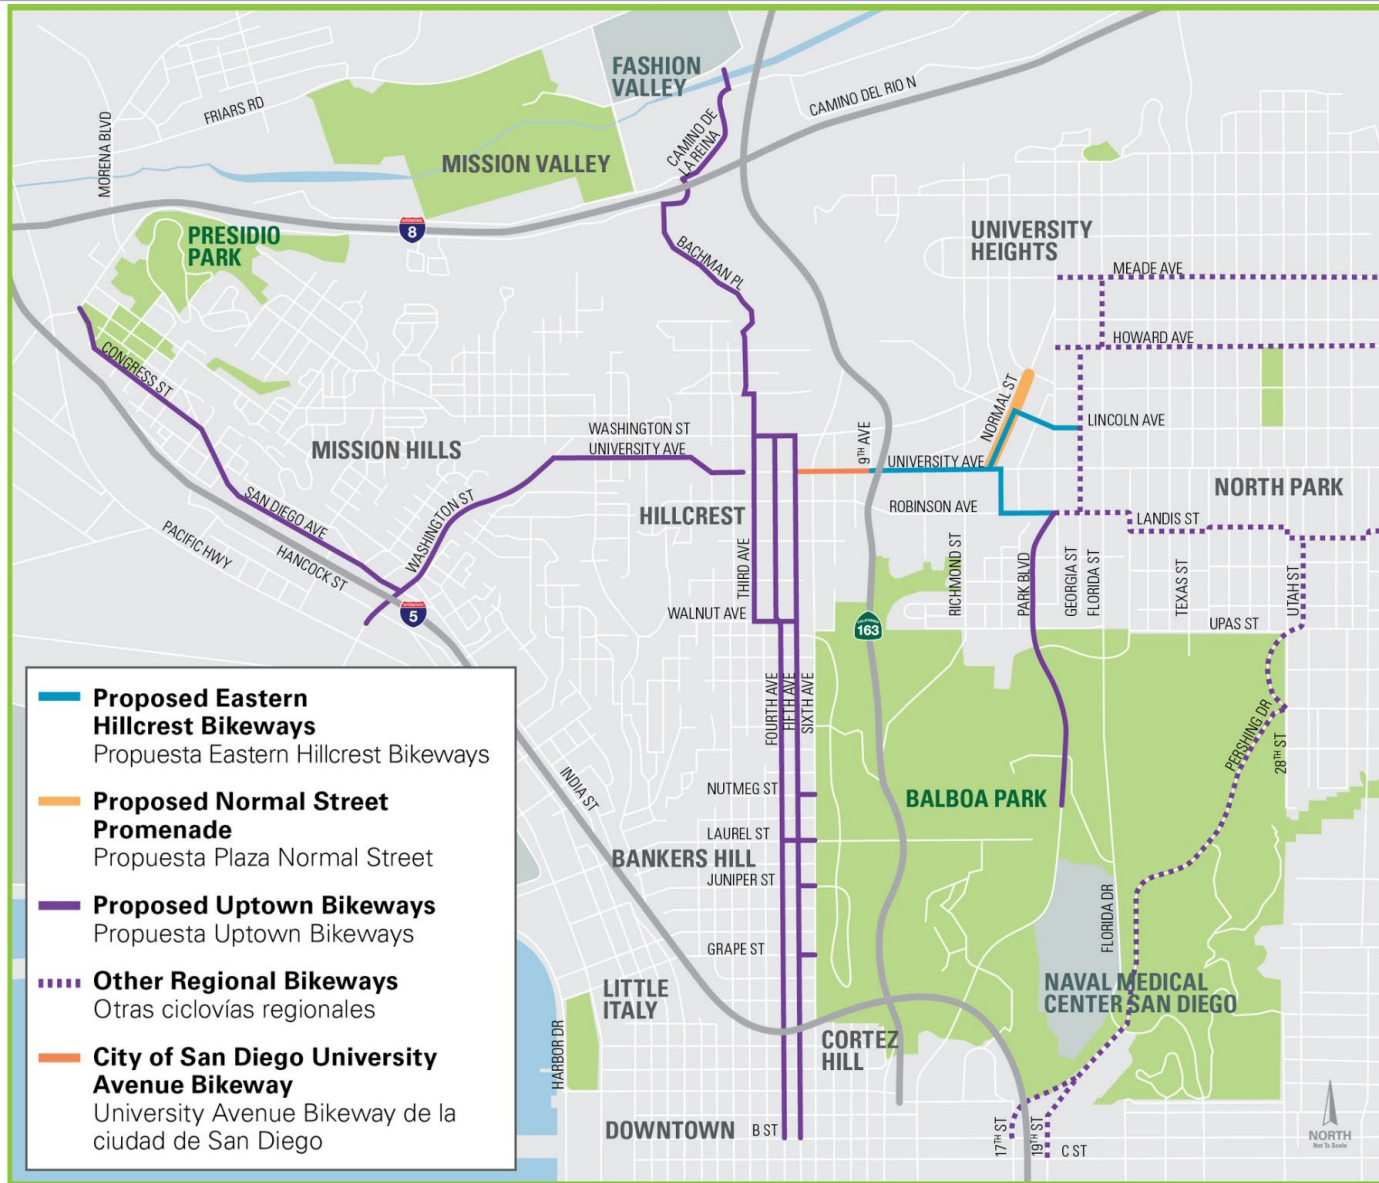 FASHION
VALLEY
FRIARS RD
CAMINO DEL RIO N
MORENA BLVD
CAMINO DE
LA REINA
MISSION VALLEY
INTERSTATE
8
PRESIDIO
PARK
UNIVERSITY
HEIGHTS
BACHMAN PL
MEADE AVE
HOWARD AVE
CONGRESS ST
NORMAL ST
LINCOLN AVE
WASHINGTON ST
UNIVERSITY AVE
MISSION HILLS
9TH AVE
UNIVERSITY AVE
NORTH PARK
SAN DIEGO AVE
WASHINGTON ST
HILLCREST
ROBINSON AVE
LANDIS ST
PACIFIC HWY
HANCOCK ST
THIRD AVE
RICHMOND ST
PARK BLVD
GEORGIA ST
FLORIDA ST
TEXAS ST
UTAH ST
INTERSTATE
5
WALNUT AVE
CALIFORNIA
163
UPAS ST
FOURTH AVE
FIFTH AVE
SIXTH AVE
PERSHING DR
28TH ST
INDIA ST
NUTMEG ST
BALBOA PARK
LAUREL ST
BANKERS HILL
JUNIPER ST
FLORIDA DR
GRAPE ST
NAVAL MEDICAL
CENTER SAN DIEGO
LITTLE
ITALY
HARBOR DR
CORTEZ
HILL
DOWNTOWN
B ST
17TH ST
19TH ST
C ST
NORTH
Not To Scale
Proposed Eastern
Hillcrest Bikeways
Propuesta Eastern Hillcrest Bikeways
Proposed Normal Street
Promenade
Propuesta Plaza Normal Street
Proposed Uptown Bikeways
Propuesta Uptown Bikeways
Other Regional Bikeways
Otras ciclovías regionales
City of San Diego University
Avenue Bikeway
University Avenue Bikeway de la
ciudad de San Diego